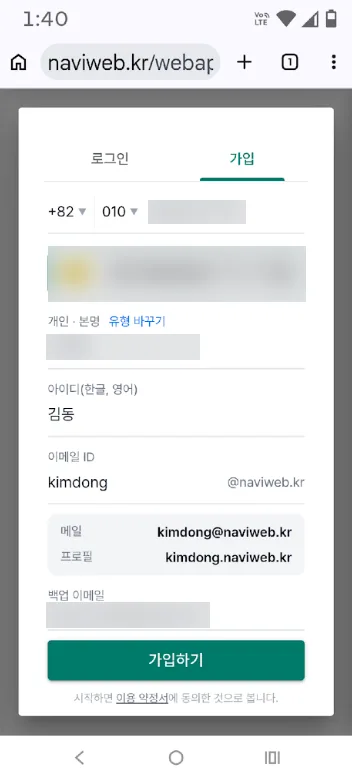 1:40
Vo
LTE
naviweb.kr/webap
1
로그인 가입
+82 010
개인 · 본명 유형 바꾸기
아이디(한글, 영어)
김동
이메일 ID
kimdong @naviweb.kr
메일 kimdong@naviweb.kr
프로필 kimdong.naviweb.kr
백업 이메일
가입하기
시작하면 이용 약정서에 동의한 것으로 봅니다.